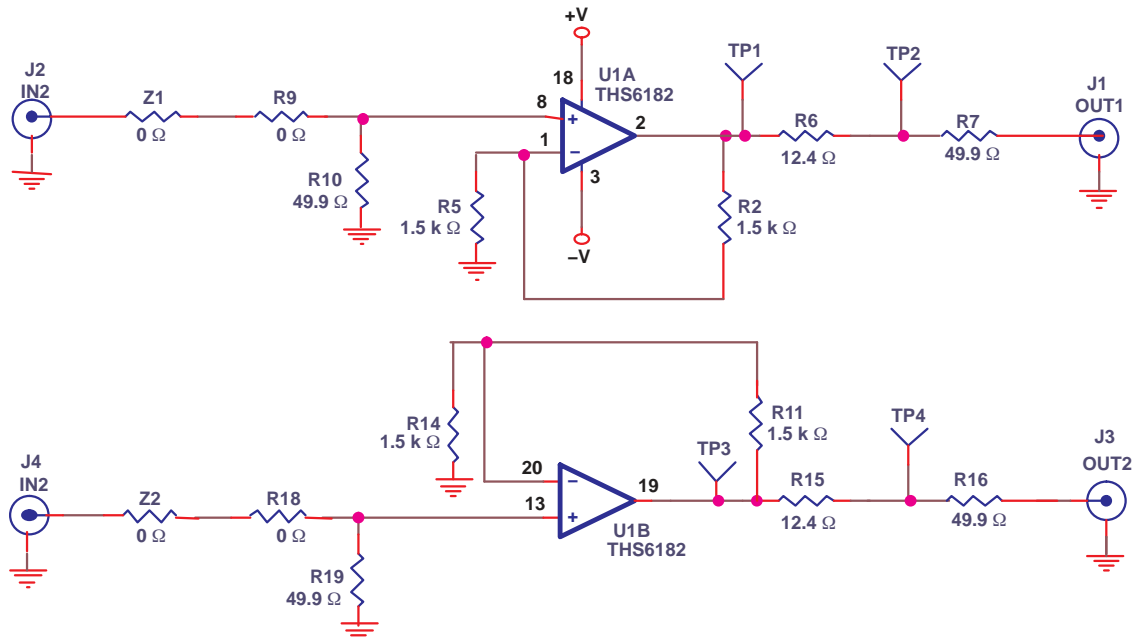 +V
TP1
TP2
J2
IN2
18
U1A
THS6182
J1
OUT1
Z1
0 Ω
R9
0 Ω
8
+
1
−
2
3
R6
12.4 Ω
R7
49.9 Ω
R10
49.9 Ω
R5
1.5 k Ω
R2
1.5 k Ω
−V
R14
1.5 k Ω
R11
1.5 k Ω
TP3
TP4
J4
IN2
J3
OUT2
Z2
0 Ω
R18
0 Ω
20
−
13
+
19
U1B
THS6182
R15
12.4 Ω
R16
49.9 Ω
R19
49.9 Ω